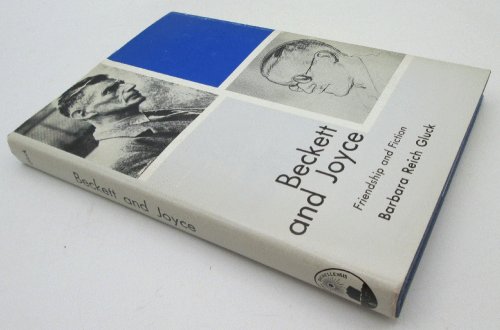 Beckett
and Joyce
Friendship and Fiction
Barbara Reich Gluck
Beckett and Joyce